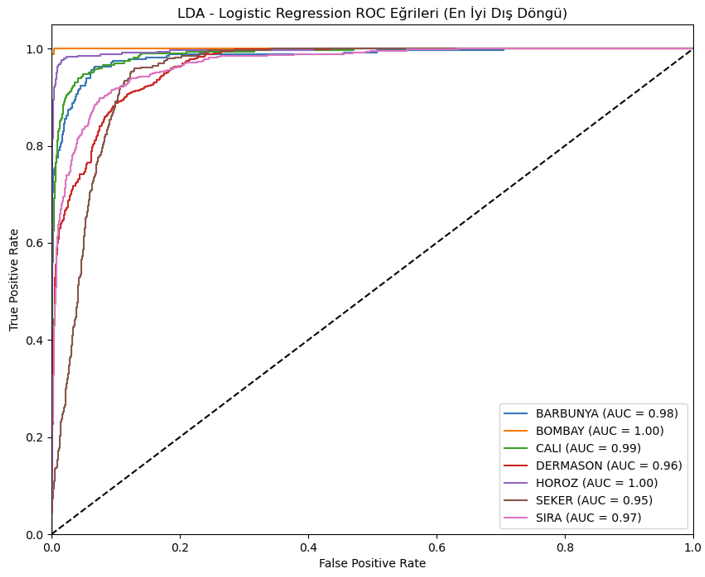 LDA - Logistic Regression ROC Eğrileri (En İyi Dış Döngü)
True Positive Rate
1.0
0.8
0.6
0.4
0.2
0.0
0.0 0.2 0.4 0.6 0.8 1.0
False Positive Rate
BARBUNYA (AUC = 0.98)
BOMBAY (AUC = 1.00)
CALI (AUC = 0.99)
DERMASON (AUC = 0.96)
HOROZ (AUC = 1.00)
SEKER (AUC = 0.95)
SIRA (AUC = 0.97)